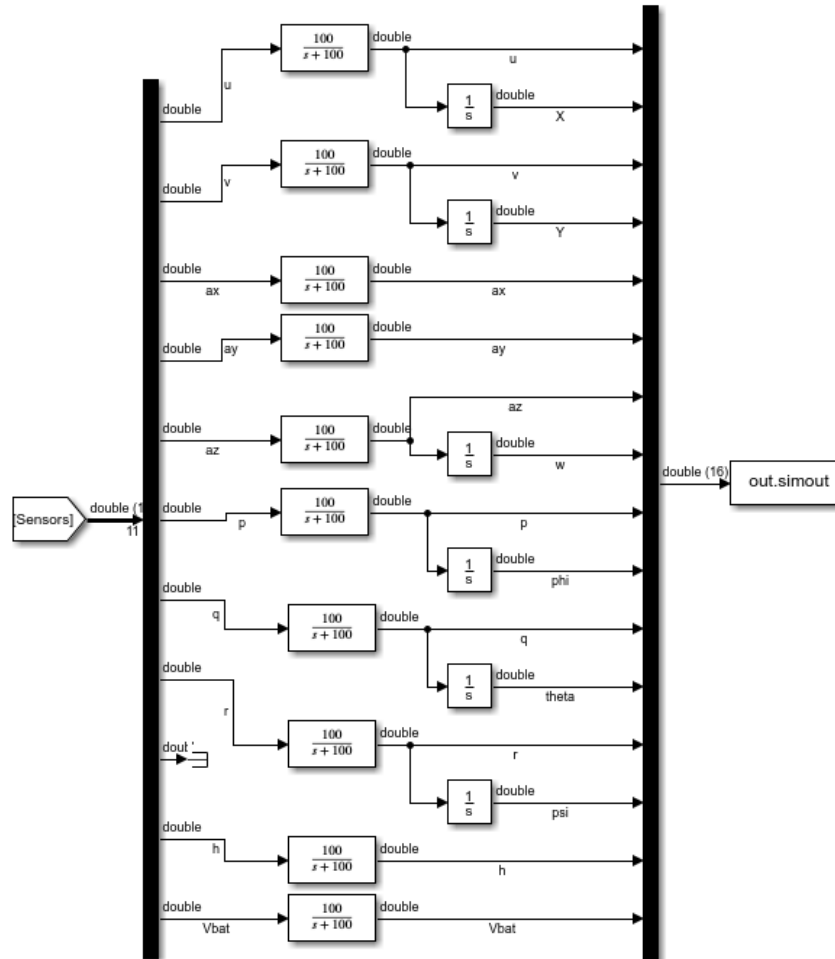 100
s + 100
double
u
double
u
1
s
double
X
100
s + 100
double
v
double
v
1
s
double
Y
double
ax
100
s + 100
double
ax
double
ay
100
s + 100
double
ay
double
az
100
s + 100
double
az
1
s
double
w
[Sensors]
double (1
11
double
p
100
s + 100
double
p
1
s
double
phi
double
q
100
s + 100
double
q
1
s
double
theta
double
r
100
s + 100
double
r
1
s
double
psi
double
h
100
s + 100
double
h
double
Vbat
100
s + 100
double
Vbat
double (16)
out.simout